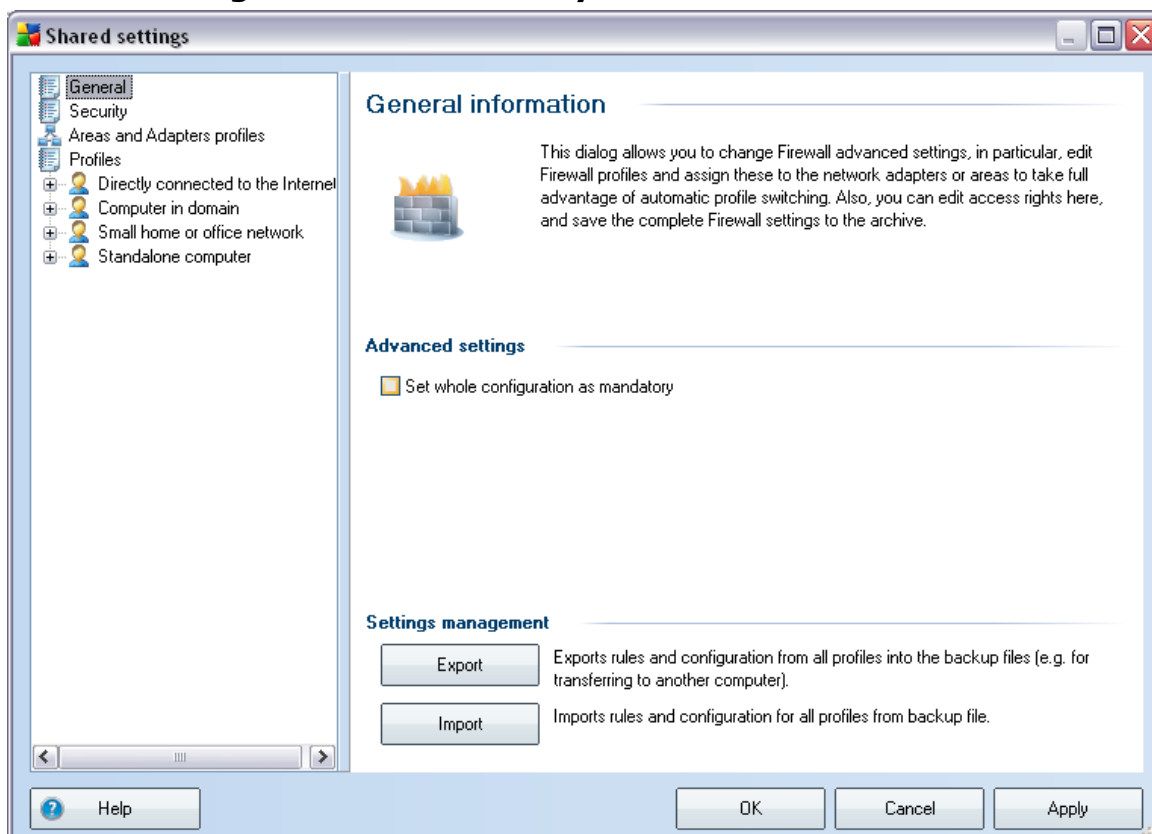 Shared settings
General
Security
Areas and Adapters profiles
Profiles
Directly connected to the Internel
Computer in domain
Small home or office network
Standalone computer
General information
This dialog allows you to change Firewall advanced settings, in particular, edit
Firewall profiles and assign these to the network adapters or areas to take full
advantage of automatic profile switching. Also, you can edit access rights here,
and save the complete Firewall settings to the archive.
Advanced settings
Set whole configuration as mandatory
Settings management
Export
Exports rules and configuration from all profiles into the backup files (e.g. for
transferring to another computer).
Import
Imports rules and configuration for all profiles from backup file.
Help
OK
Cancel
Apply